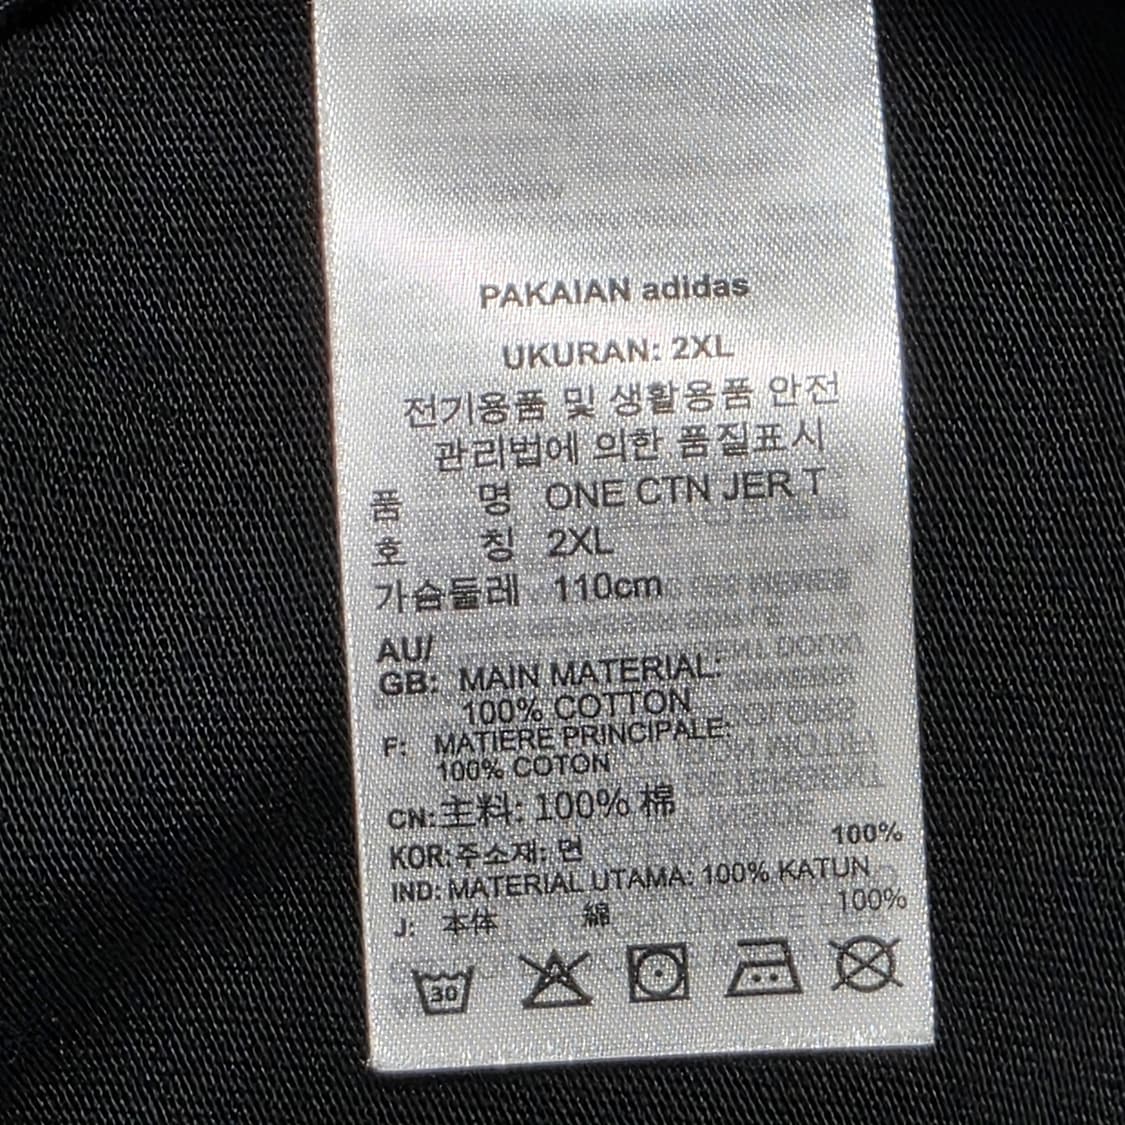 PAKAIAN adidas
UKURAN: 2XL
전기용품 및 생활용품 안전
관리법에 의한 품질표시
품 명 ONE CTN JER T
호 칭 2XL
가슴둘레 110cm
AU/
GB: MAIN MATERIAL:
100% COTTON
F: MATIERE PRINCIPALE:
100% COTON
CN: 主料: 100% 棉
KOR: 주소재: 면 100%
IND: MATERIAL UTAMA: 100% KATUN
J: 本体 綿 100%
30